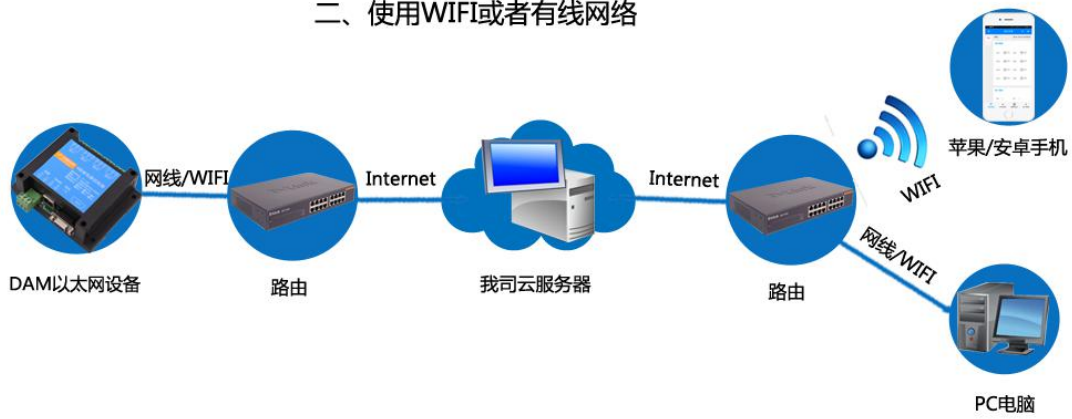 二、使用WIFI或者有线网络
苹果/安卓手机
网线/WIFI
Internet
Internet
WIFI
DAM以太网设备
路由
我司云服务器
路由
网线/WIFI
PC电脑